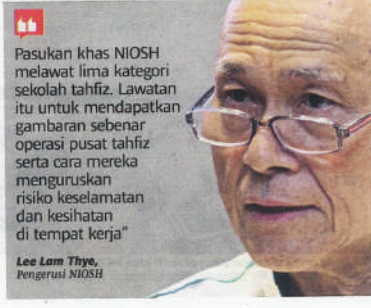 Pasukan khas NIOSH
melawat lima kategori
sekolah tahfiz. Lawatan
itu untuk mendapatkan
gambaran sebenar
operasi pusat tahfiz
serta cara mereka
menguruskan
risiko keselamatan
dan kesihatan
di tempat kerja”
Lee Lam Thye,
Pengerusi NIOSH